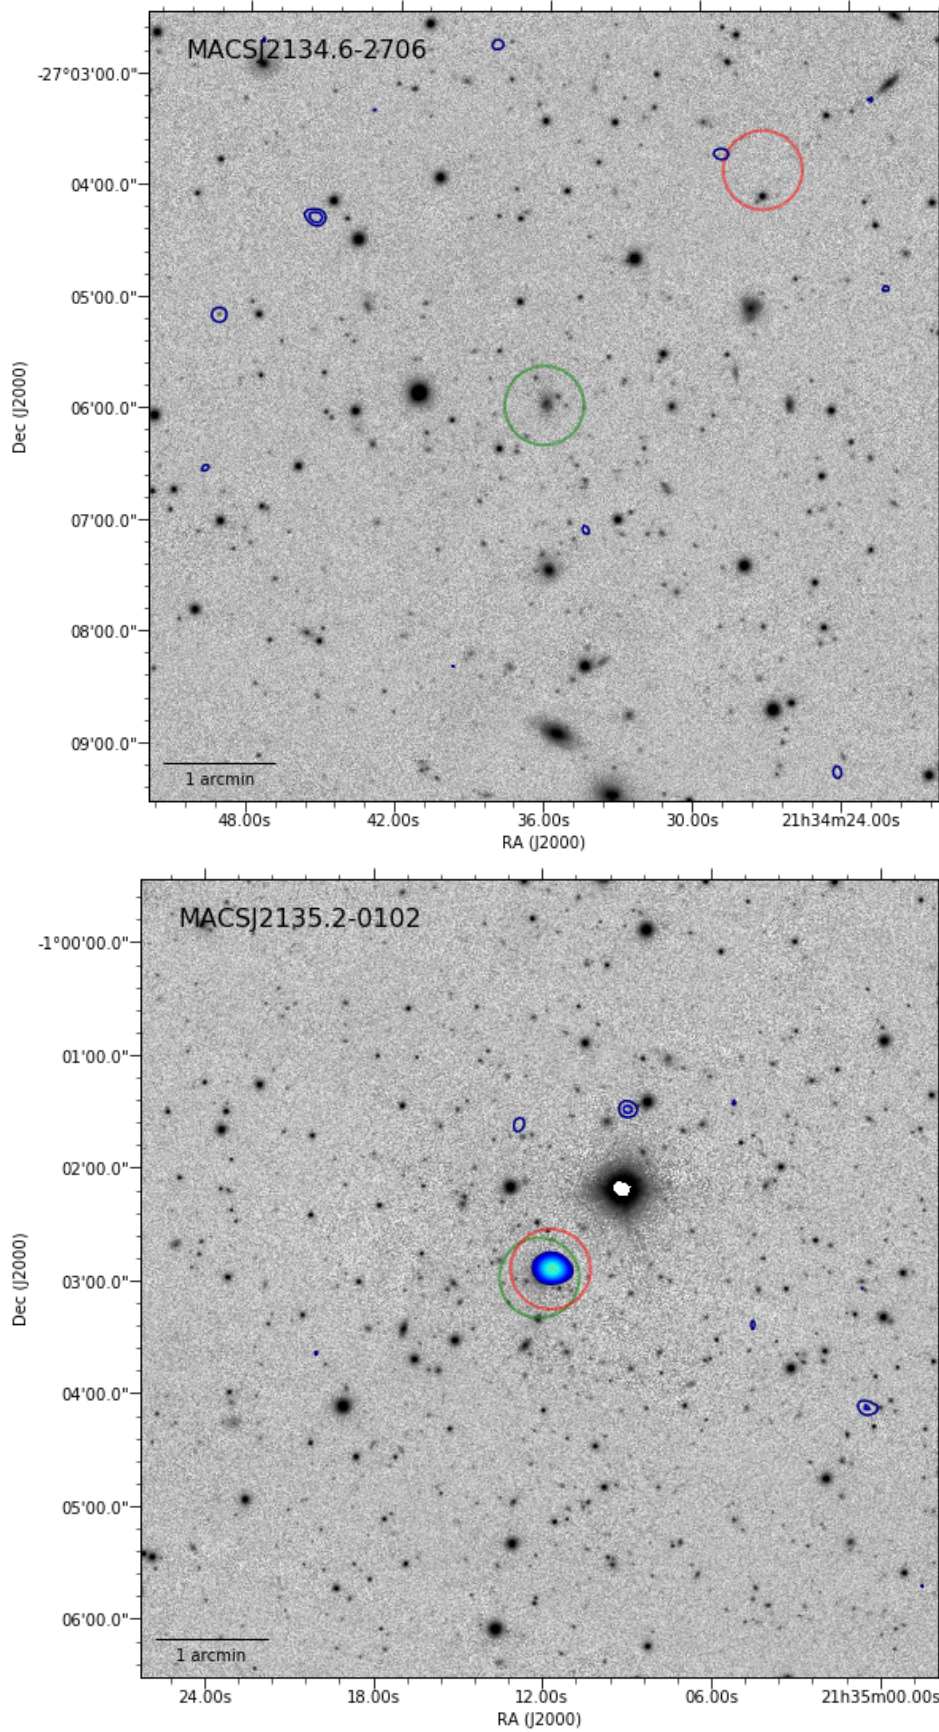 MACSJ2134.6-2706
-27°03'00.0"
04'00.0"
05'00.0"
06'00.0"
07'00.0"
08'00.0"
09'00.0"
Dec (J2000)
1 arcmin
48.00s 42.00s 36.00s 30.00s 21h34m24.00s
RA (J2000)
MACSJ2135.2-0102
-1°00'00.0"
01'00.0"
02'00.0"
03'00.0"
04'00.0"
05'00.0"
06'00.0"
Dec (J2000)
1 arcmin
24.00s 18.00s 12.00s 06.00s 21h35m00.00s
RA (J2000)